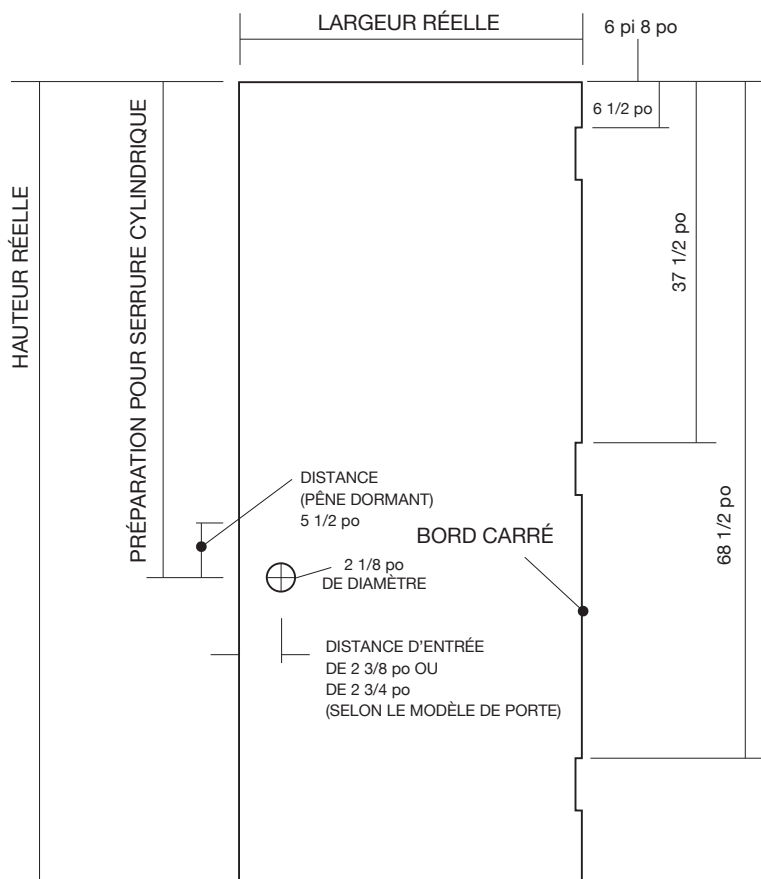 LARGEUR RÉELLE
6 pi 8 po
6 1/2 po
HAUTEUR RÉELLE
PRÉPARATION POUR SERRURE CYLINDRIQUE
37 1/2 po
68 1/2 po
DISTANCE
(PÊNE DORMANT)
5 1/2 po
BORD CARRÉ
2 1/8 po
DE DIAMÈTRE
DISTANCE D’ENTRÉE
DE 2 3/8 po OU
DE 2 3/4 po
(SELON LE MODÈLE DE PORTE)